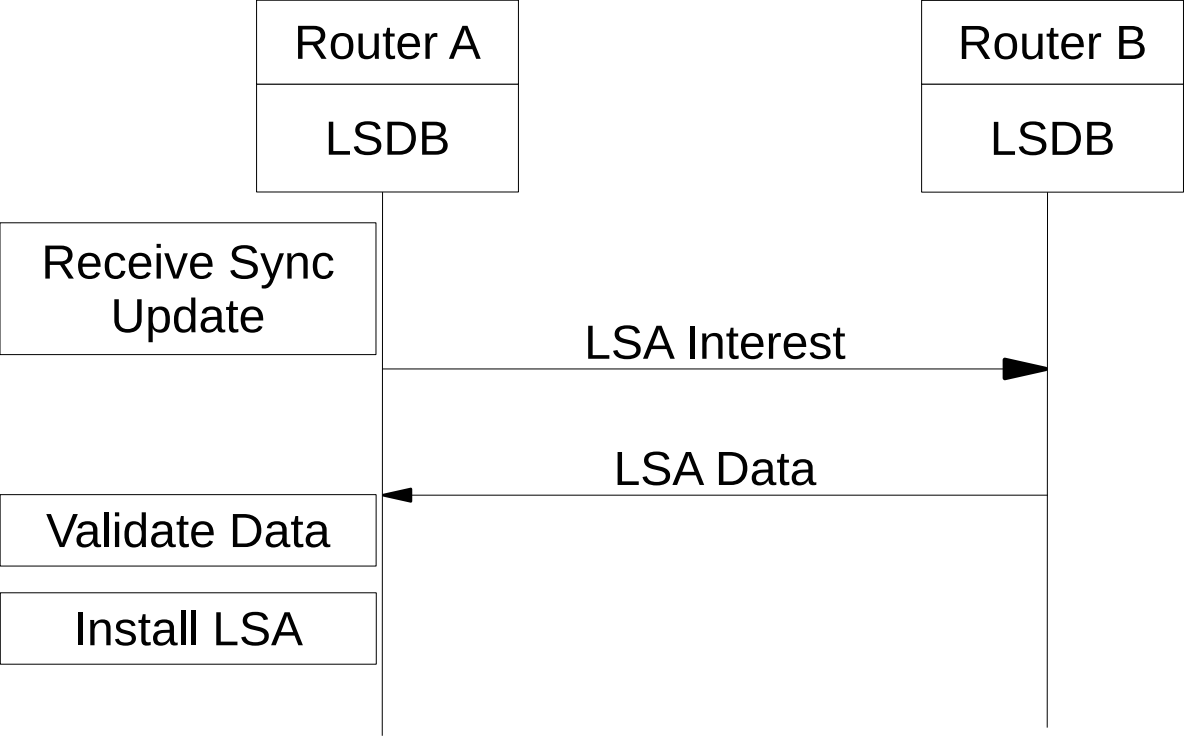 Router A
Router B
LSDB
LSDB
Receive Sync
Update
LSA Interest
LSA Data
Validate Data
Install LSA